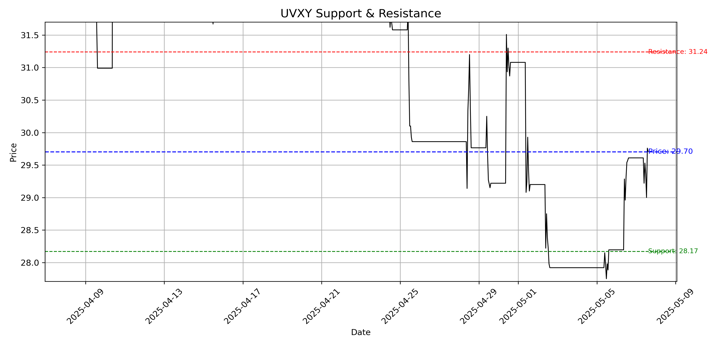 UVXY Support & Resistance
31.5
31.0
30.5
30.0
29.5
29.0
28.5
28.0
Price
Resistance: 31.24
Price: 29.70
Support: 28.17
2025-04-09
2025-04-13
2025-04-17
2025-04-21
2025-04-25
2025-04-29
2025-05-01
2025-05-05
2025-05-09
Date